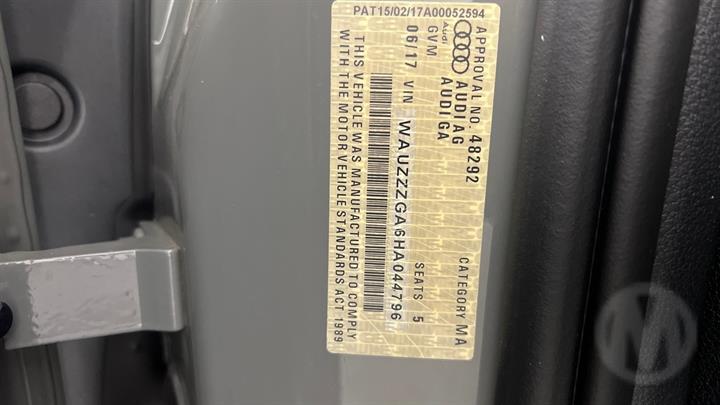 APPROVAL NO. 48292 CATEGORY MA
Audi AUDI AG
AUDI GA
GVM SEATS 5
06/17 VIN WAUZZZGA6HA044796
THIS VEHICLE WAS MANUFACTURED TO COMPLY
WITH THE MOTOR VEHICLE STANDARDS ACT 1989
PAT15/02/17A00052594
M